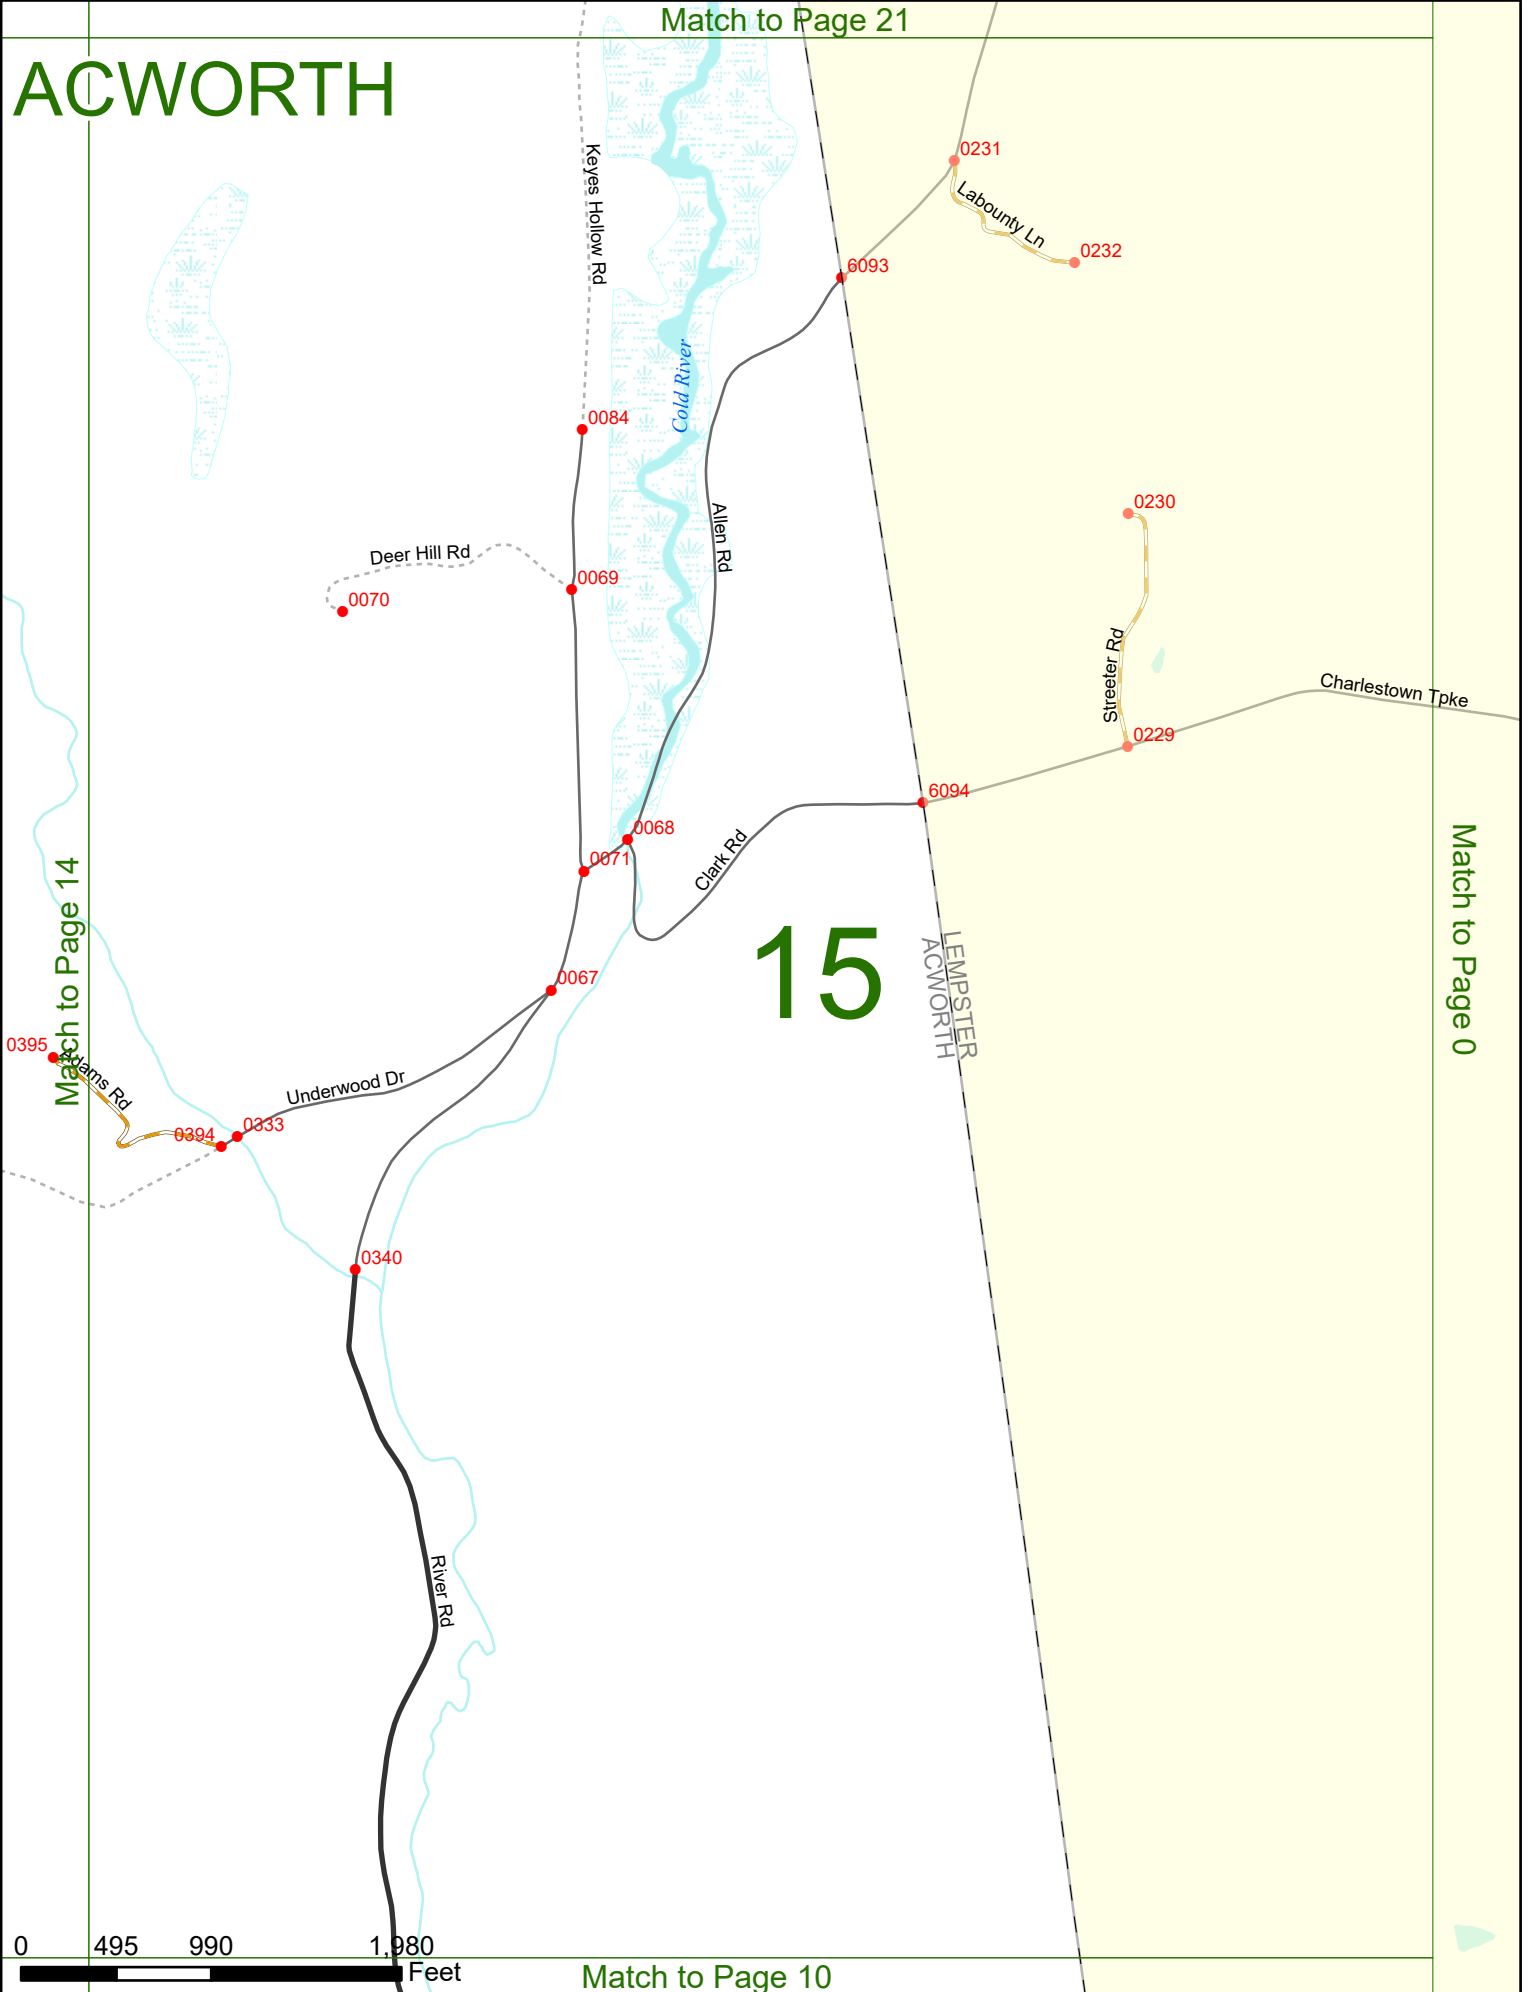 Match to Page 21
ACWORTH
0231
Keyes Hollow Rd
Labounty Ln
0232
6093
Cold River
0084
0230
Allen Rd
Deer Hill Rd
0069
0070
Streeter Rd
Charlestown Tpke
0229
6094
0068
Clark Rd
0071
Match to Page 14
Match to Page 0
15
LEMPSTER
ACWORTH
0067
0395
Adams Rd
Underwood Dr
0333
0394
0340
River Rd
0 495 990 1,980
Feet
Match to Page 10